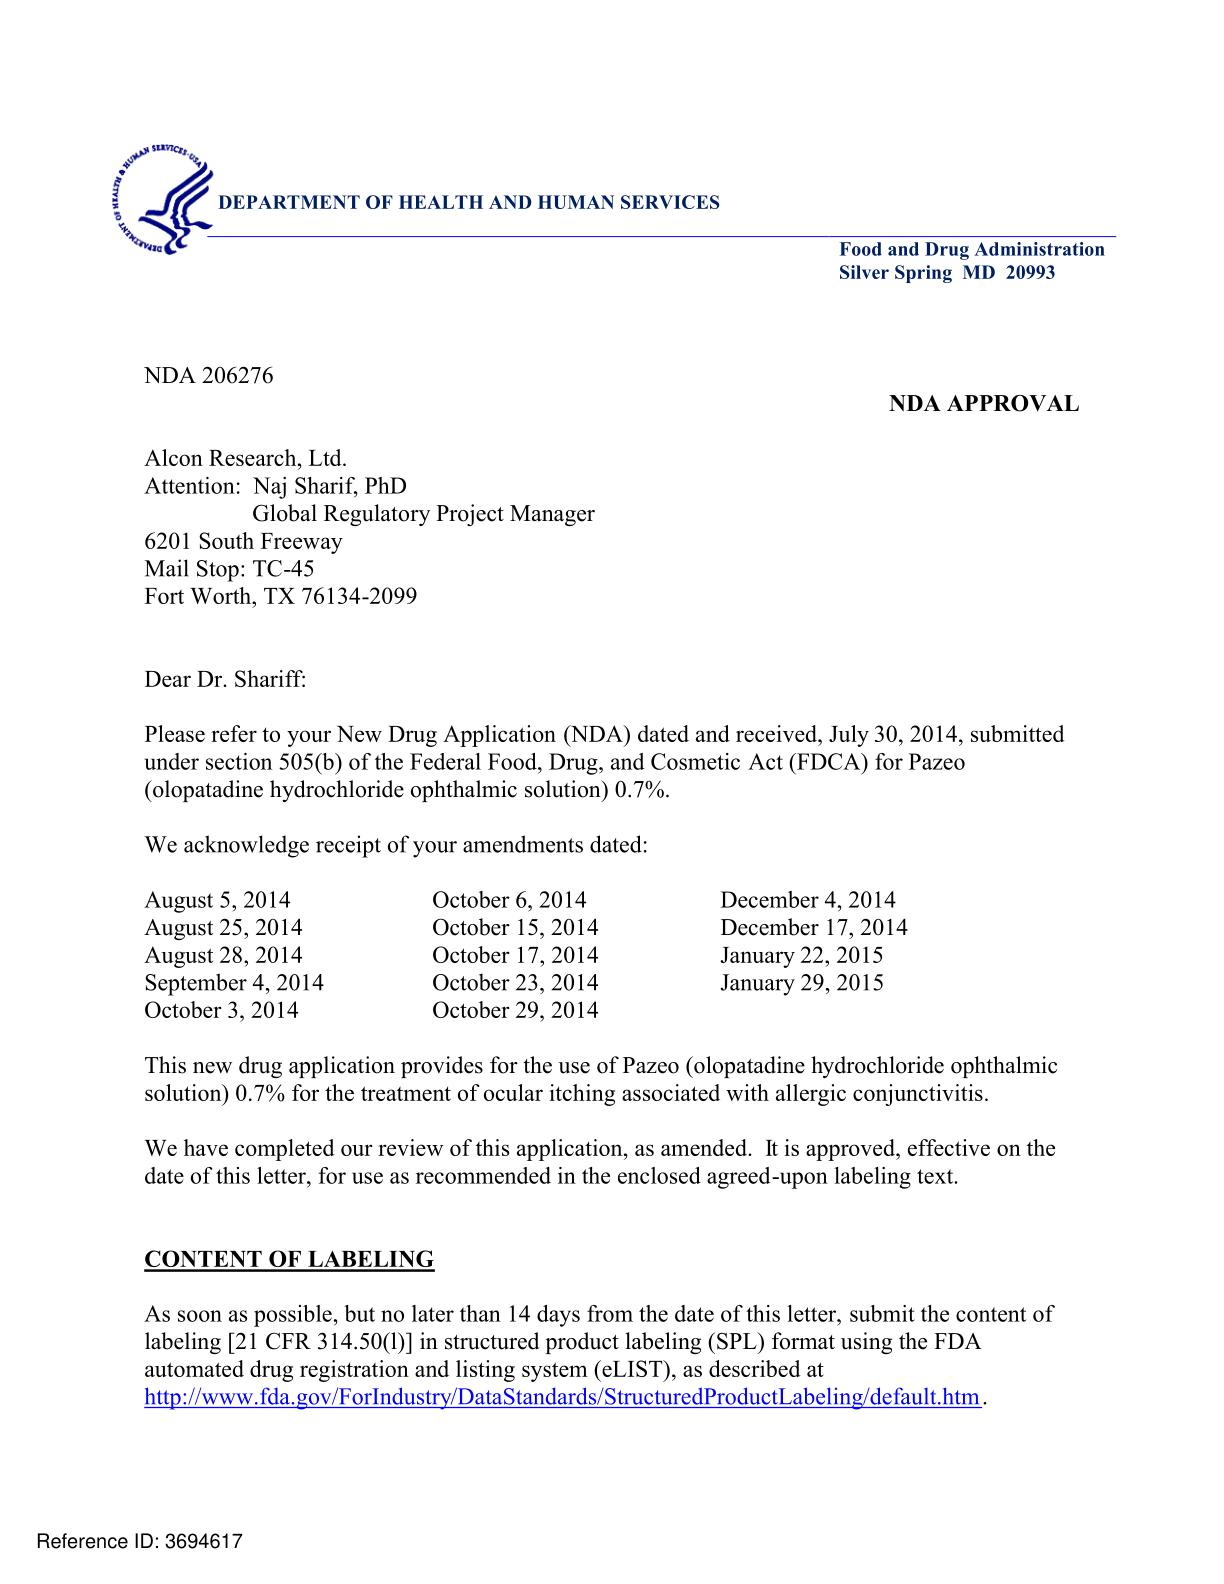 DEPARTMENT OF HEALTH & HUMAN SERVICES·USA
DEPARTMENT OF HEALTH AND HUMAN SERVICES
Food and Drug Administration
Silver Spring  MD  20993
NDA 206276
NDA APPROVAL
Alcon Research, Ltd.
Attention:  Naj Sharif, PhD
Global Regulatory Project Manager
6201 South Freeway
Mail Stop: TC-45
Fort Worth, TX 76134-2099
Dear Dr. Shariff:
Please refer to your New Drug Application (NDA) dated and received, July 30, 2014, submitted
under section 505(b) of the Federal Food, Drug, and Cosmetic Act (FDCA) for Pazeo
(olopatadine hydrochloride ophthalmic solution) 0.7%.
We acknowledge receipt of your amendments dated:
August 5, 2014 October 6, 2014 December 4, 2014
August 25, 2014 October 15, 2014 December 17, 2014
August 28, 2014 October 17, 2014 January 22, 2015
September 4, 2014 October 23, 2014 January 29, 2015
October 3, 2014 October 29, 2014
This new drug application provides for the use of Pazeo (olopatadine hydrochloride ophthalmic
solution) 0.7% for the treatment of ocular itching associated with allergic conjunctivitis.
We have completed our review of this application, as amended.  It is approved, effective on the
date of this letter, for use as recommended in the enclosed agreed-upon labeling text.
CONTENT OF LABELING
As soon as possible, but no later than 14 days from the date of this letter, submit the content of
labeling [21 CFR 314.50(l)] in structured product labeling (SPL) format using the FDA
automated drug registration and listing system (eLIST), as described at
http://www.fda.gov/ForIndustry/DataStandards/StructuredProductLabeling/default.htm.
Reference ID: 3694617